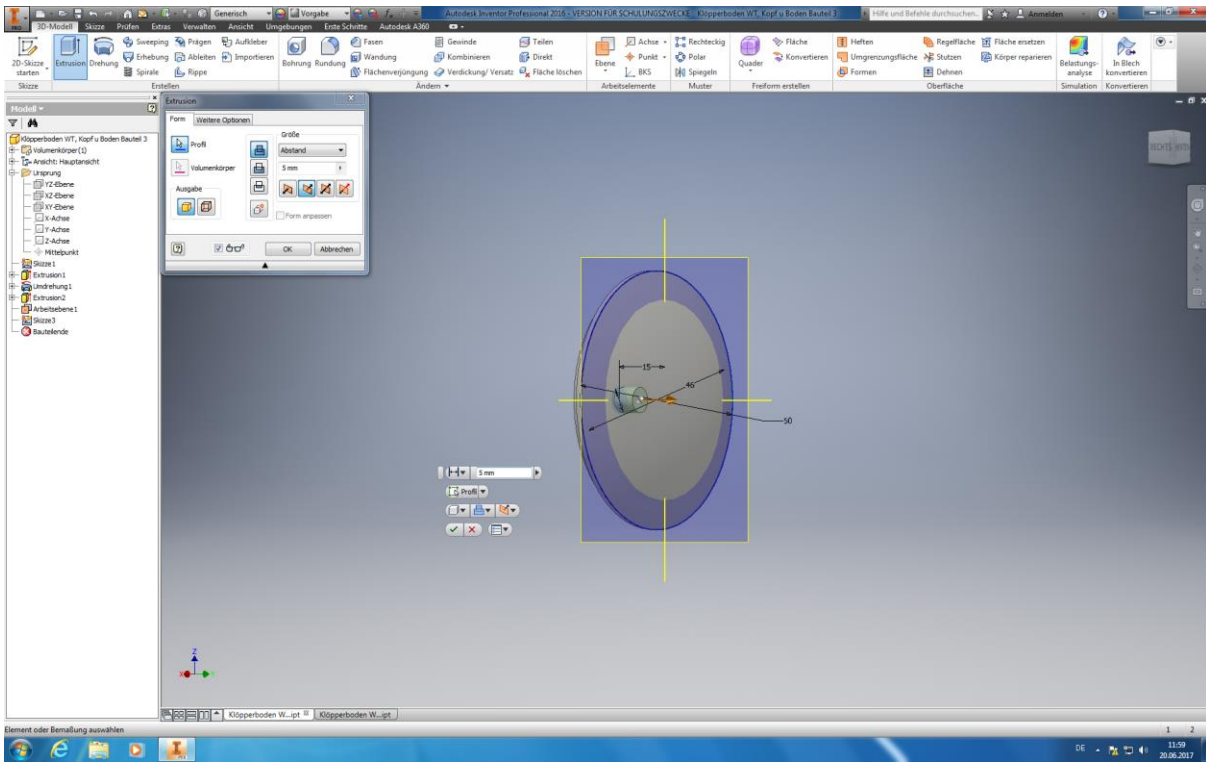 Generisch Vorgabe Autodesk Inventor Professional 2016 - VERSION FÜR SCHULUNGSZWECKE Klöpperboden WT, Kopf u Boden Bauteil 3 Hilfe und Befehle durchsuchen... Anmelden
PRO 3D-Modell Skizze Prüfen Extras Verwalten Ansicht Umgebungen Erste Schritte Autodesk A360
2D-Skizze starten
Extrusion
Drehung
Sweeping
Erhebung
Spirale
Prägen
Ableiten
Rippe
Aufkleber
Importieren
Bohrung
Rundung
Fasen
Wandung
Flächenverjüngung
Gewinde
Kombinieren
Verdickung/ Versatz
Teilen
Direkt
Fläche löschen
Ebene
Achse
Punkt
BKS
Rechteckig
Polar
Spiegeln
Quader
Fläche
Konvertieren
Heften
Umgrenzungsfläche
Formen
Regelfläche
Stutzen
Dehnen
Fläche ersetzen
Körper reparieren
Belastungs-
analyse
In Blech
konvertieren
Skizze Erstellen Ändern Arbeitselemente Muster Freiform erstellen Oberfläche Simulation Konvertieren
Modell
Klöpperboden WT, Kopf u Boden Bauteil 3
Volumenkörper(1)
Ansicht: Hauptansicht
Ursprung
YZ-Ebene
XZ-Ebene
XY-Ebene
X-Achse
Y-Achse
Z-Achse
Mittelpunkt
Skizze1
Extrusion1
Umdrehung1
Extrusion2
Arbeitsebene1
Skizze3
Bauteilende
Extrusion
Form Weitere Optionen
Profil
Volumenkörper
Ausgabe
Größe
Abstand
5 mm
Form anpassen
OK Abbrechen
RECHTS
15
46
50
5 mm
Profil
Z
Klöpperboden W...ipt Klöpperboden W...ipt
Element oder Bemaßung auswählen
1 2
DE
11:59
20.06.2017